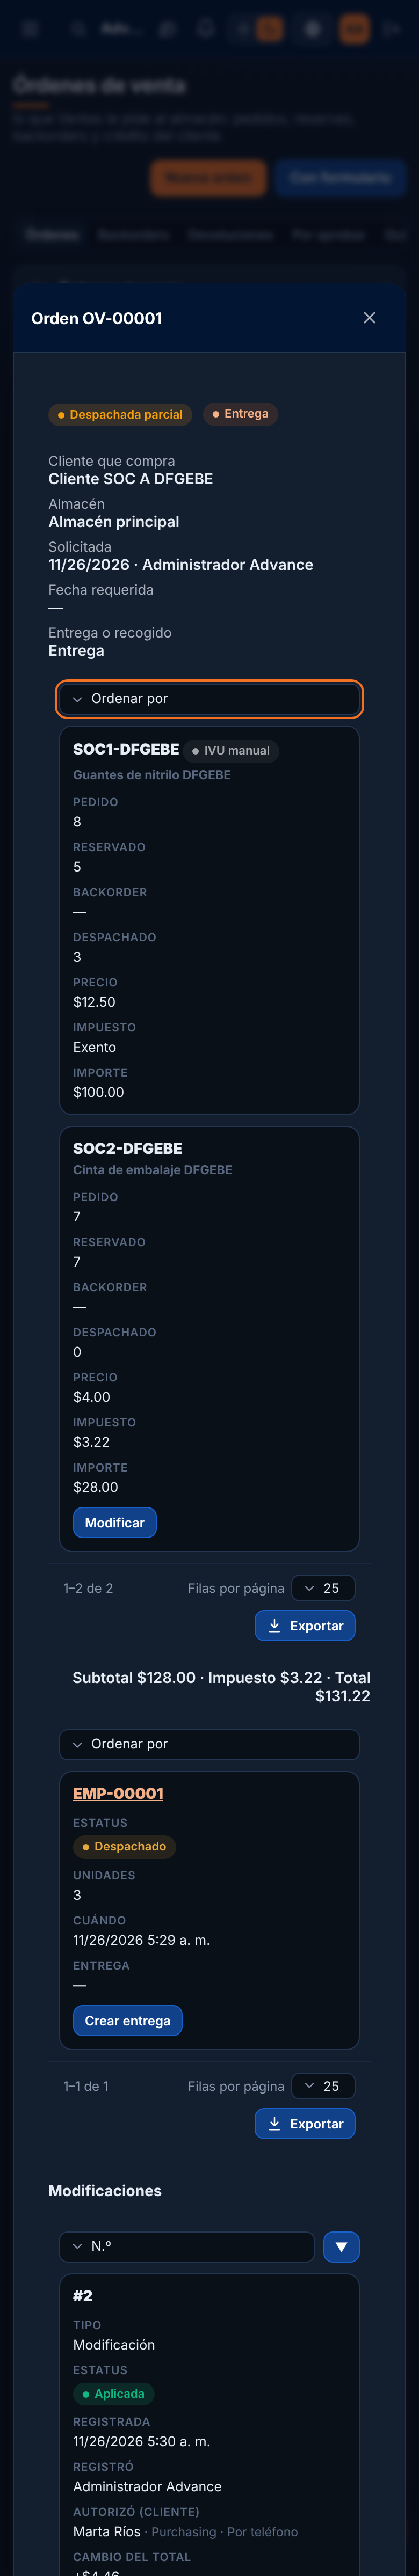 Órdenes de venta
Orden OV-00001
Despachada parcial
Entrega
Cliente que compra
Cliente SOC A DFGEBE
Almacén
Almacén principal
Solicitada
11/26/2026 · Administrador Advance
Fecha requerida
—
Entrega o recogido
Entrega
Ordenar por
SOC1-DFGEBE
IVU manual
Guantes de nitrilo DFGEBE
PEDIDO
8
RESERVADO
5
BACKORDER
—
DESPACHADO
3
PRECIO
$12.50
IMPUESTO
Exento
IMPORTE
$100.00
SOC2-DFGEBE
Cinta de embalaje DFGEBE
PEDIDO
7
RESERVADO
7
BACKORDER
—
DESPACHADO
0
PRECIO
$4.00
IMPUESTO
$3.22
IMPORTE
$28.00
Modificar
1–2 de 2
Filas por página
25
Exportar
Subtotal $128.00 · Impuesto $3.22 · Total
$131.22
Ordenar por
EMP-00001
ESTATUS
Despachado
UNIDADES
3
CUÁNDO
11/26/2026 5:29 a. m.
ENTREGA
—
Crear entrega
1–1 de 1
Filas por página
25
Exportar
Modificaciones
N.º
▼
#2
TIPO
Modificación
ESTATUS
Aplicada
REGISTRADA
11/26/2026 5:30 a. m.
REGISTRÓ
Administrador Advance
AUTORIZÓ (CLIENTE)
Marta Ríos · Purchasing · Por teléfono
CAMBIO DEL TOTAL